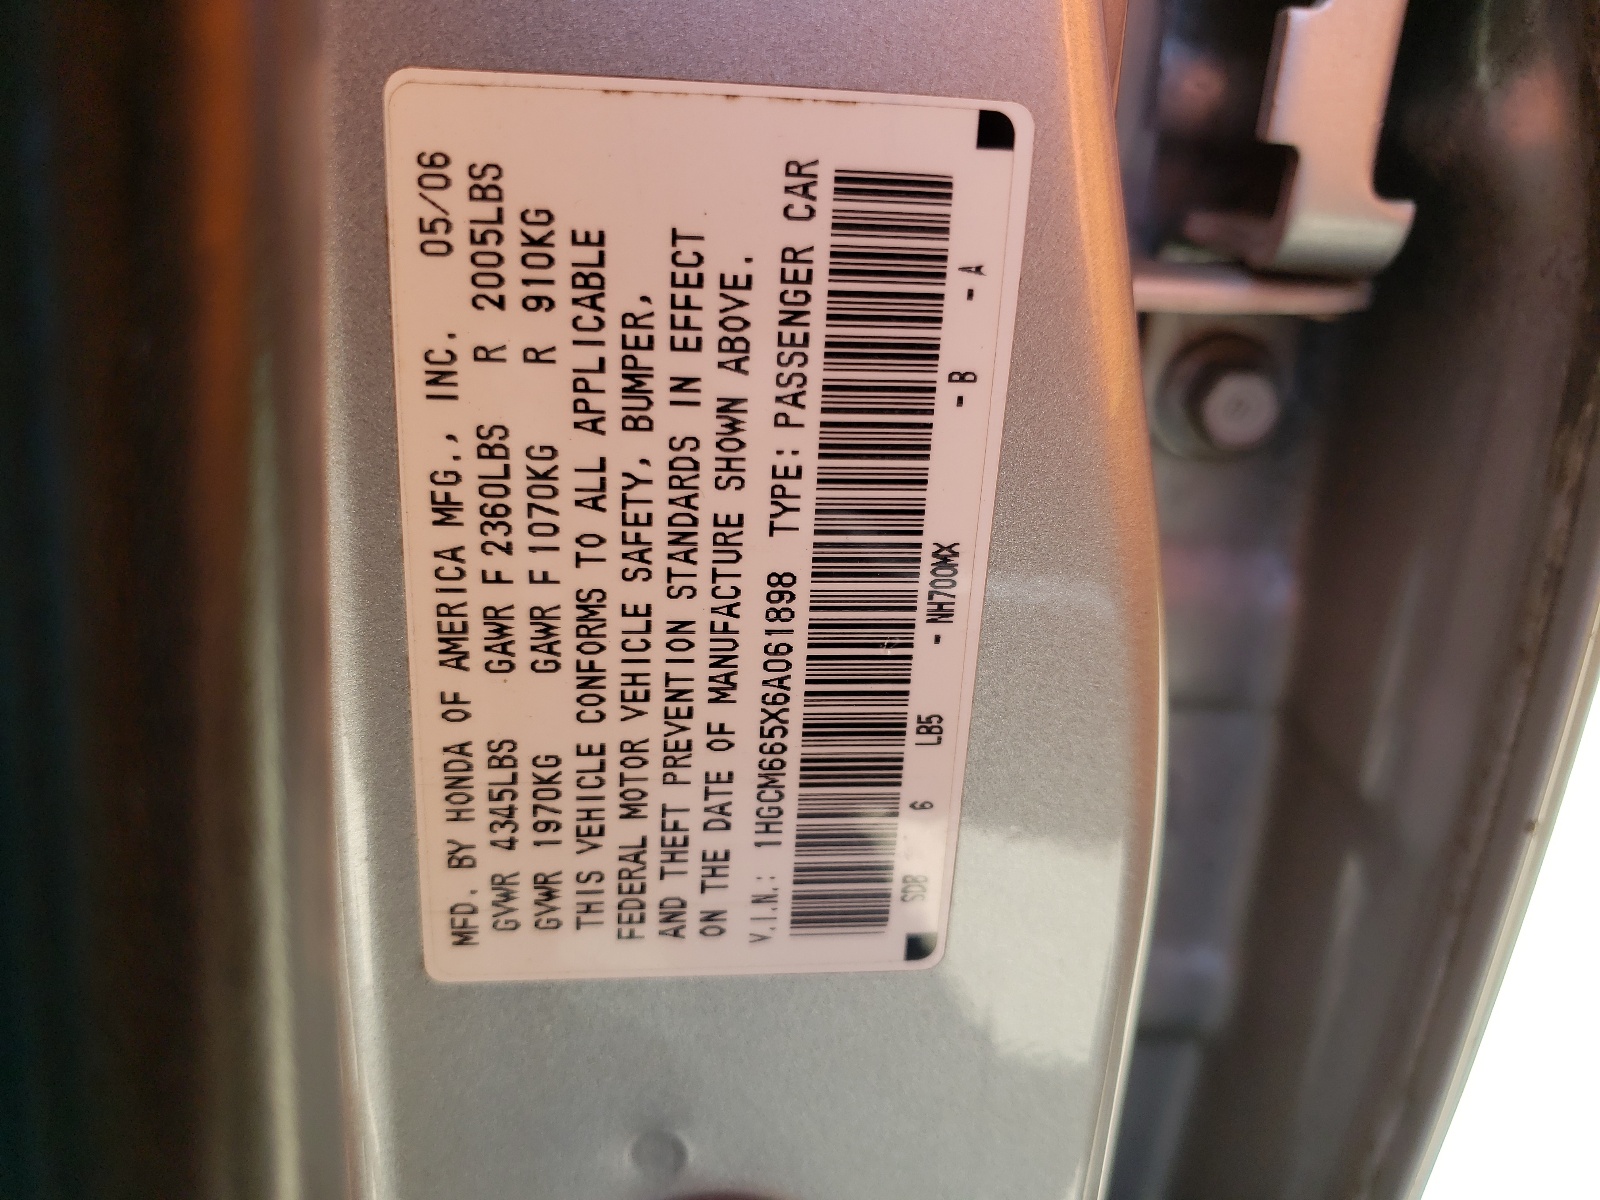 MFD. BY HONDA OF AMERICA MFG., INC. 05/06
GVWR 4345LBS GAWR F 2360LBS R 2005LBS
GVWR 1970KG GAWR F 1070KG R 910KG
THIS VEHICLE CONFORMS TO ALL APPLICABLE
FEDERAL MOTOR VEHICLE SAFETY, BUMPER,
AND THEFT PREVENTION STANDARDS IN EFFECT
ON THE DATE OF MANUFACTURE SHOWN ABOVE.
V.I.N.: 1HGCM665X6A061898 TYPE: PASSENGER CAR
SDB 6 LB5 - NH700MX - B - A